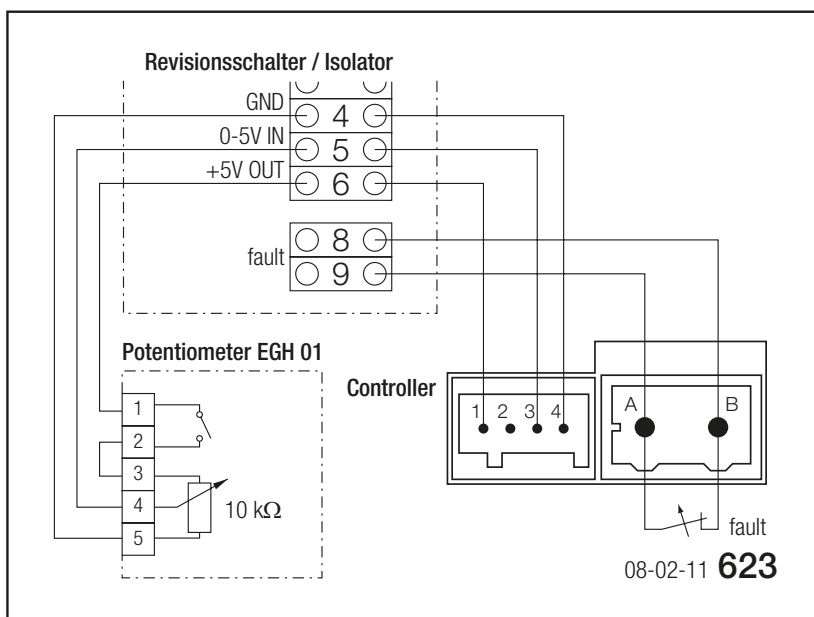 Revisionsschalter / Isolator
GND 4
0-5V IN 5
+5V OUT 6
fault 8
9
Potentiometer EGH 01
1
2
3
4
5
10 kΩ
Controller
1 2 3 4
A B
fault
08-02-11 623